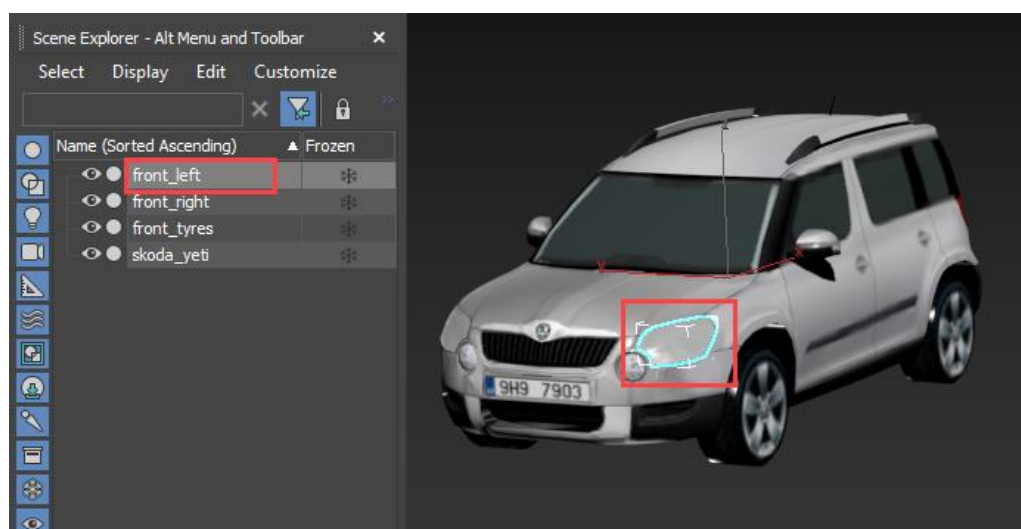 Scene Explorer - Alt Menu and Toolbar
Select Display Edit Customize
Name (Sorted Ascending) Frozen
front_left
front_right
front_tyres
skoda_yeti
9H9 7903